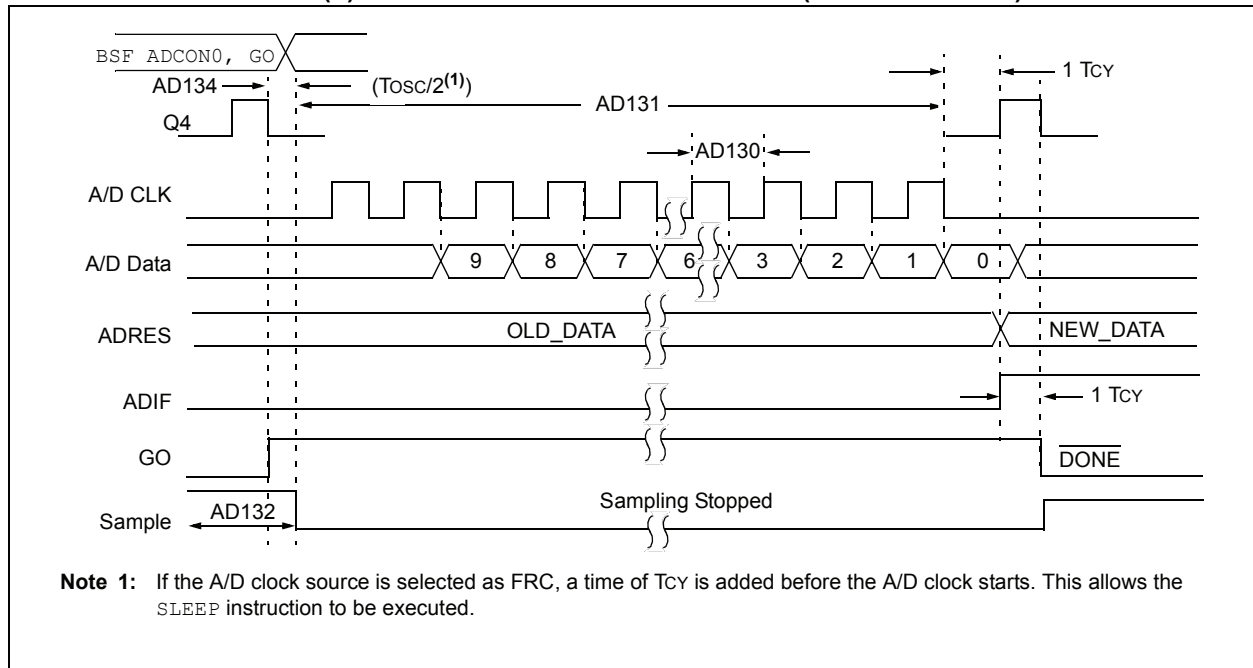 BSF ADCON0, GO
AD134
(TOSC/2(1))
1 TCY
AD131
Q4
AD130
A/D CLK
A/D Data
9 8 7 6 3 2 1 0
ADRES
OLD_DATA
NEW_DATA
ADIF
1 TCY
GO
DONE
Sample
AD132
Sampling Stopped
Note 1: If the A/D clock source is selected as FRC, a time of TCY is added before the A/D clock starts. This allows the
SLEEP instruction to be executed.